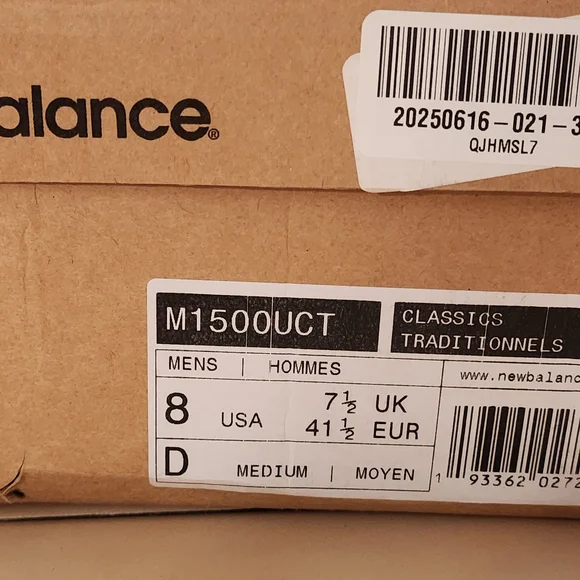 alance®
20250616-021-3
QJHMSL7
M1500UCT
CLASSICS
TRADITIONNELS
MENS | HOMMES
www.newbalanc
8 USA 7½ UK
41½ EUR
D MEDIUM | MOYEN
1 93362 0272